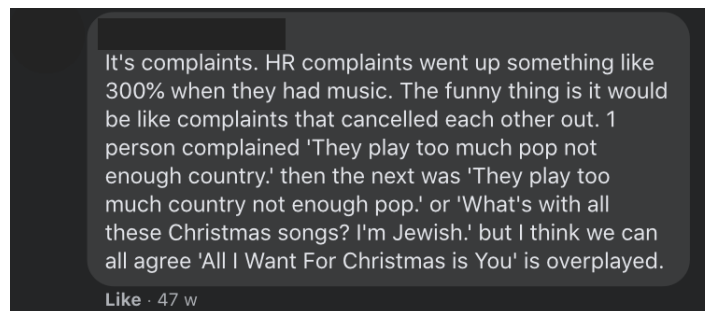 It's complaints. HR complaints went up something like
300% when they had music. The funny thing is it would
be like complaints that cancelled each other out. 1
person complained 'They play too much pop not
enough country.' then the next was 'They play too
much country not enough pop.' or 'What's with all
these Christmas songs? I'm Jewish.' but I think we can
all agree 'All I Want For Christmas is You' is overplayed.
Like · 47 w